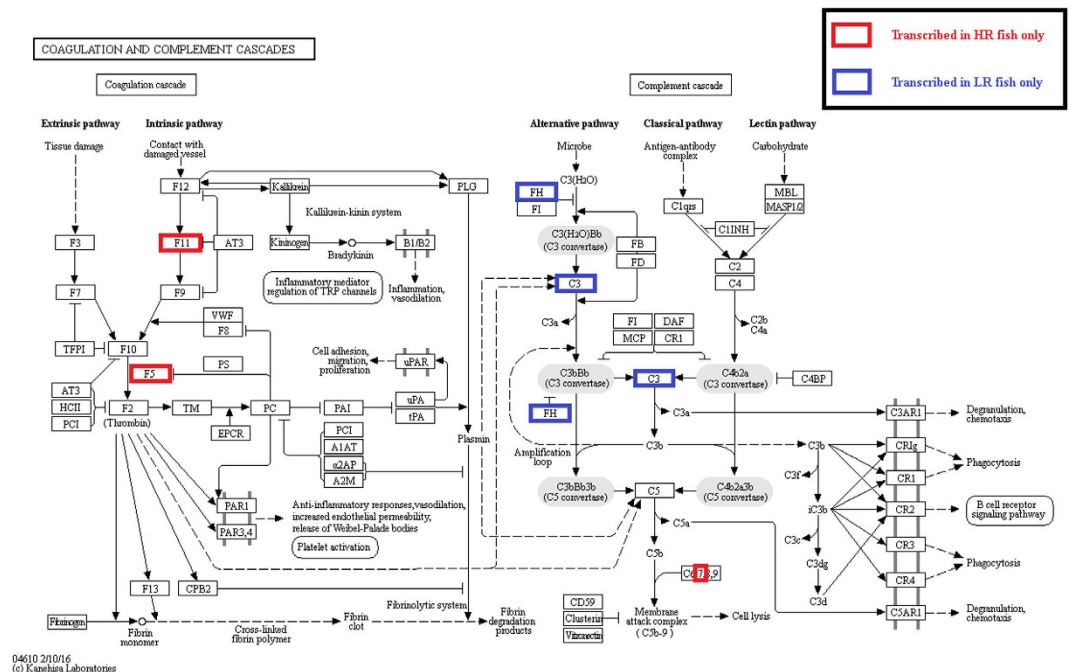 COAGULATION AND COMPLEMENT CASCADES
Transcribed in HR fish only
Transcribed in LR fish only
Coagulation cascade
Complement cascade
Extrinsic pathway
Intrinsic pathway
Alternative pathway
Classical pathway
Lectin pathway
Tissue damage
Contact with
damaged vessel
Microbe
Antigen-antibody
complex
Carbohydrate
F12
Kallikrein
PLG
Kallikrein-kinin system
F3
F11
AT3
Kininogen
Bradykinin
B1/B2
Inflammatory mediator
regulation of TRP channels
Inflammation,
vasodilation
F7
F9
VWF
F8
TFPI
F10
F5
PS
Cell adhesion,
migration,
proliferation
uPAR
AT3
HCII
PCI
F2
(Thrombin)
TM
EPCR
PC
PAI
uPA
tPA
Plasmin
PCI
A1AT
α2AP
A2M
PAR1
PAR3,4
Anti-inflammatory responses, vasodilation,
increased endothelial permeability,
release of Weibel-Palade bodies
Platelet activation
F13
CPB2
Fibrinolytic system
Fibrinogen
Fibrin
monomer
Cross-linked
fibrin polymer
Fibrin
clot
Fibrin
degradation
products
C3(H2O)
FH
FI
C3(H2O)Bb
(C3 convertase)
FB
FD
C3
C3a
C1qrs
MBL
MASP1/2
C1INH
C2
C4
C2b
C4a
FI
DAF
MCP
CR1
C3bBb
(C3 convertase)
C3
C4b2a
(C3 convertase)
C4BP
FH
C3a
C3b
Amplification
loop
C3bBb3b
(C5 convertase)
C5
C4b2a3b
(C5 convertase)
C5a
C5b
C6,7,8,9
CD59
Clusterin
Vitronectin
Membrane
attack complex
(C5b-9)
Cell lysis
C3b
C3f
iC3b
C3c
C3dg
C3d
C3AR1
CRIg
CR1
CR2
CR3
CR4
C5AR1
Degranulation,
chemotaxis
Phagocytosis
B cell receptor
signaling pathway
Phagocytosis
Degranulation,
chemotaxis
04610 2/10/16
(c) Kanehisa Laboratories